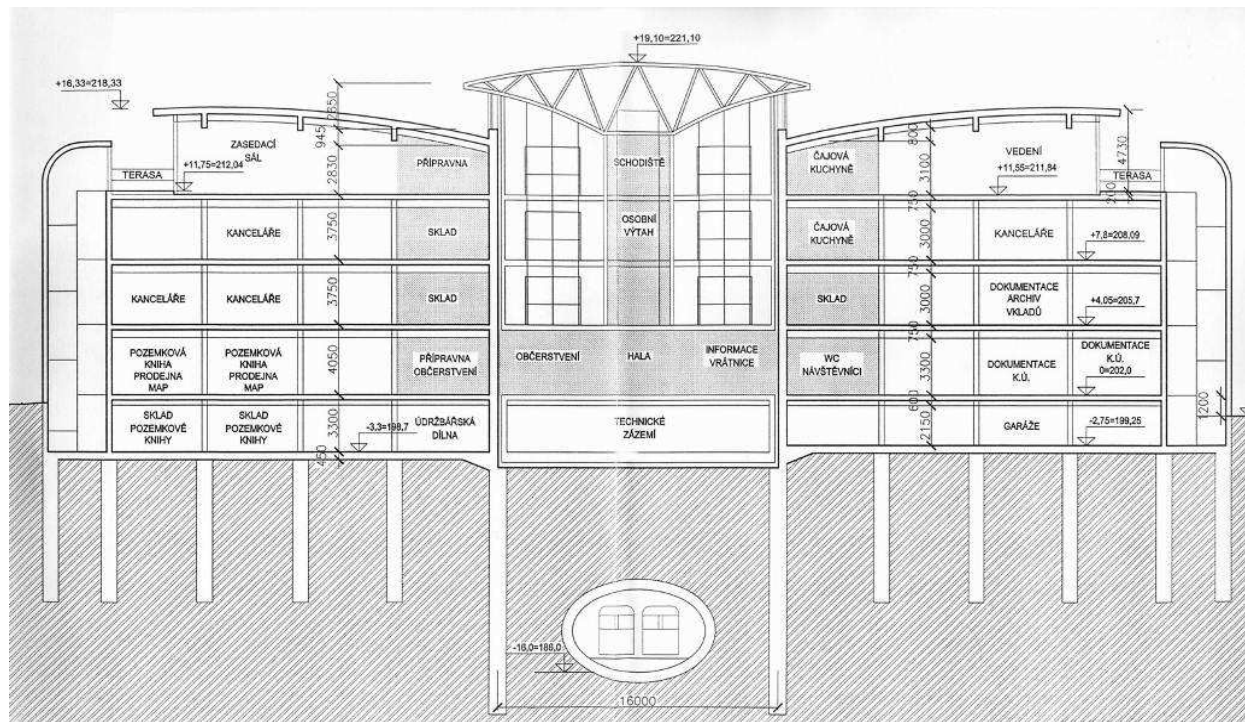 +19,10=221,10
+16,33=218,33
2850
945
2830
ZASEDACÍ
SÁL
PŘÍPRAVNA
SCHODIŠTĚ
800
3100
ČAJOVÁ
KUCHYNĚ
VEDENÍ
4730
+11,75=212,04
TERASA
+11,55=211,84
TERASA
200
3750
KANCELÁŘE
SKLAD
OSOBNÍ
VÝTAH
ČAJOVÁ
KUCHYNĚ
750
3000
KANCELÁŘE
+7,8=208,09
3750
KANCELÁŘE
KANCELÁŘE
SKLAD
SKLAD
750
3000
DOKUMENTACE
ARCHIV
VKLADŮ
+4,05=205,7
750
POZEMKOVÁ
KNIHA
PRODEJNA
MAP
POZEMKOVÁ
KNIHA
PRODEJNA
MAP
4050
PŘÍPRAVNA
OBČERSTVENÍ
OBČERSTVENÍ
HALA
INFORMACE
VRÁTNICE
WC
NÁVŠTĚVNÍCI
3300
DOKUMENTACE
K.Ú.
DOKUMENTACE
K.Ú.
0=202,0
SKLAD
POZEMKOVÉ
KNIHY
SKLAD
POZEMKOVÉ
KNIHY
3300
-3,3=198,7
ÚDRŽBÁŘSKÁ
DÍLNA
TECHNICKÉ
ZÁZEMÍ
600
2150
GARÁŽE
-2,75=199,25
1200
450
-16,0=186,0
16000